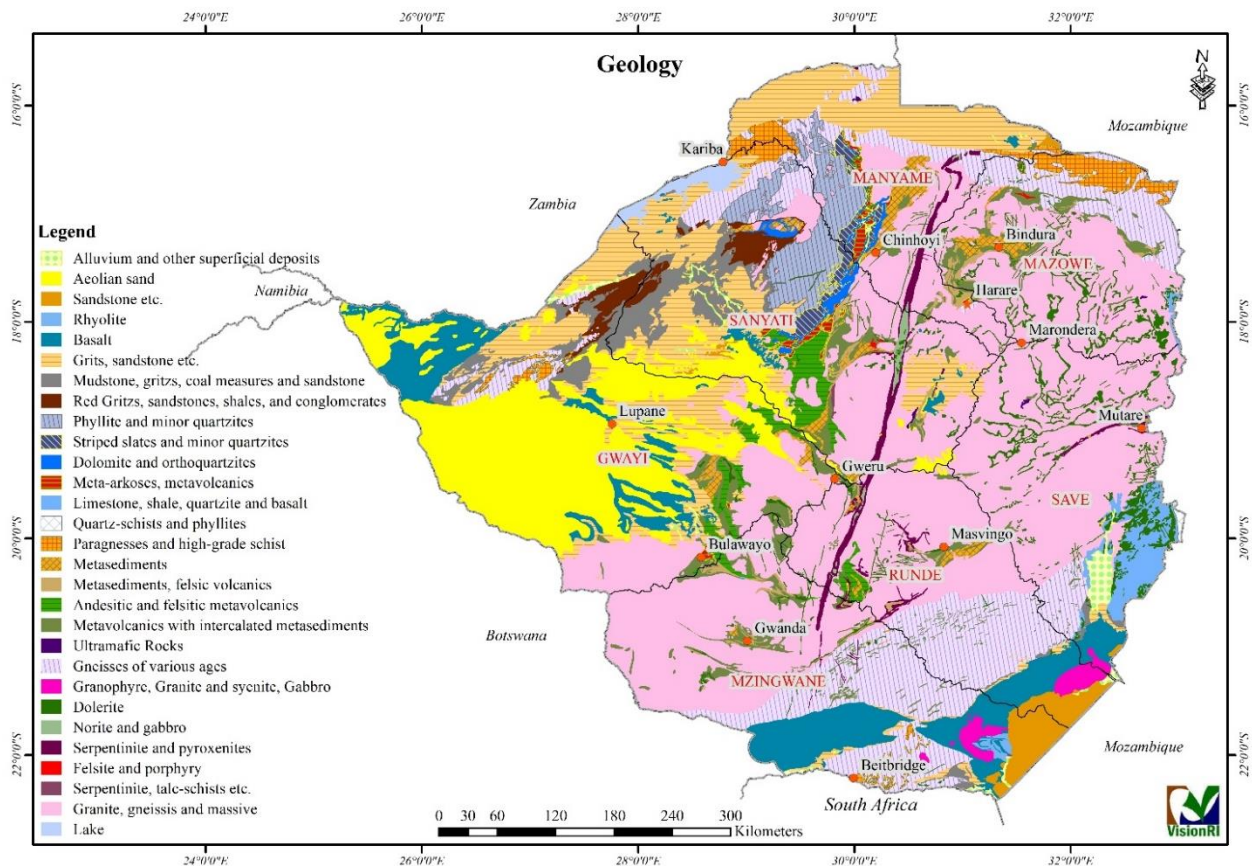 24°0'0"E 26°0'0"E 28°0'0"E 30°0'0"E 32°0'0"E
Geology
N
16°0'0"S
16°0'0"S
Mozambique
Kariba
MANYAME
Zambia
Legend
Chinhoyi
Bindura
MAZOWE
Alluvium and other superficial deposits
Aeolian sand
Namibia
Harare
Sandstone etc.
Rhyolite
18°0'0"S
18°0'0"S
SANYATI
Marondera
Basalt
Grits, sandstone etc.
Mudstone, gritzs, coal measures and sandstone
Red Gritzs, sandstones, shales, and conglomerates
Lupane
Mutare
Phyllite and minor quartzites
Striped slates and minor quartzites
GWAYI
Dolomite and orthoquartzites
Gweru
Meta-arkoses, metavolcanics
Limestone, shale, quartzite and basalt
SAVE
Quartz-schists and phyllites
20°0'0"S
20°0'0"S
Paragnesses and high-grade schist
Bulawayo
Masvingo
Metasediments
Metasediments, felsic volcanics
RUNDE
Andesitic and felsitic metavolcanics
Metavolcanics with intercalated metasediments
Botswana
Gwanda
Ultramafic Rocks
Gneisses of various ages
Granophyre, Granite and syenite, Gabbro
MZINGWANE
Dolerite
Norite and gabbro
Serpentinite and pyroxenites
Mozambique
22°0'0"S
22°0'0"S
Felsite and porphyry
Beitbridge
Serpentinite, talc-schists etc.
South Africa
Granite, gneissis and massive
Lake
0 30 60 120 180 240 300
Kilometers
VisionRI
24°0'0"E 26°0'0"E 28°0'0"E 30°0'0"E 32°0'0"E